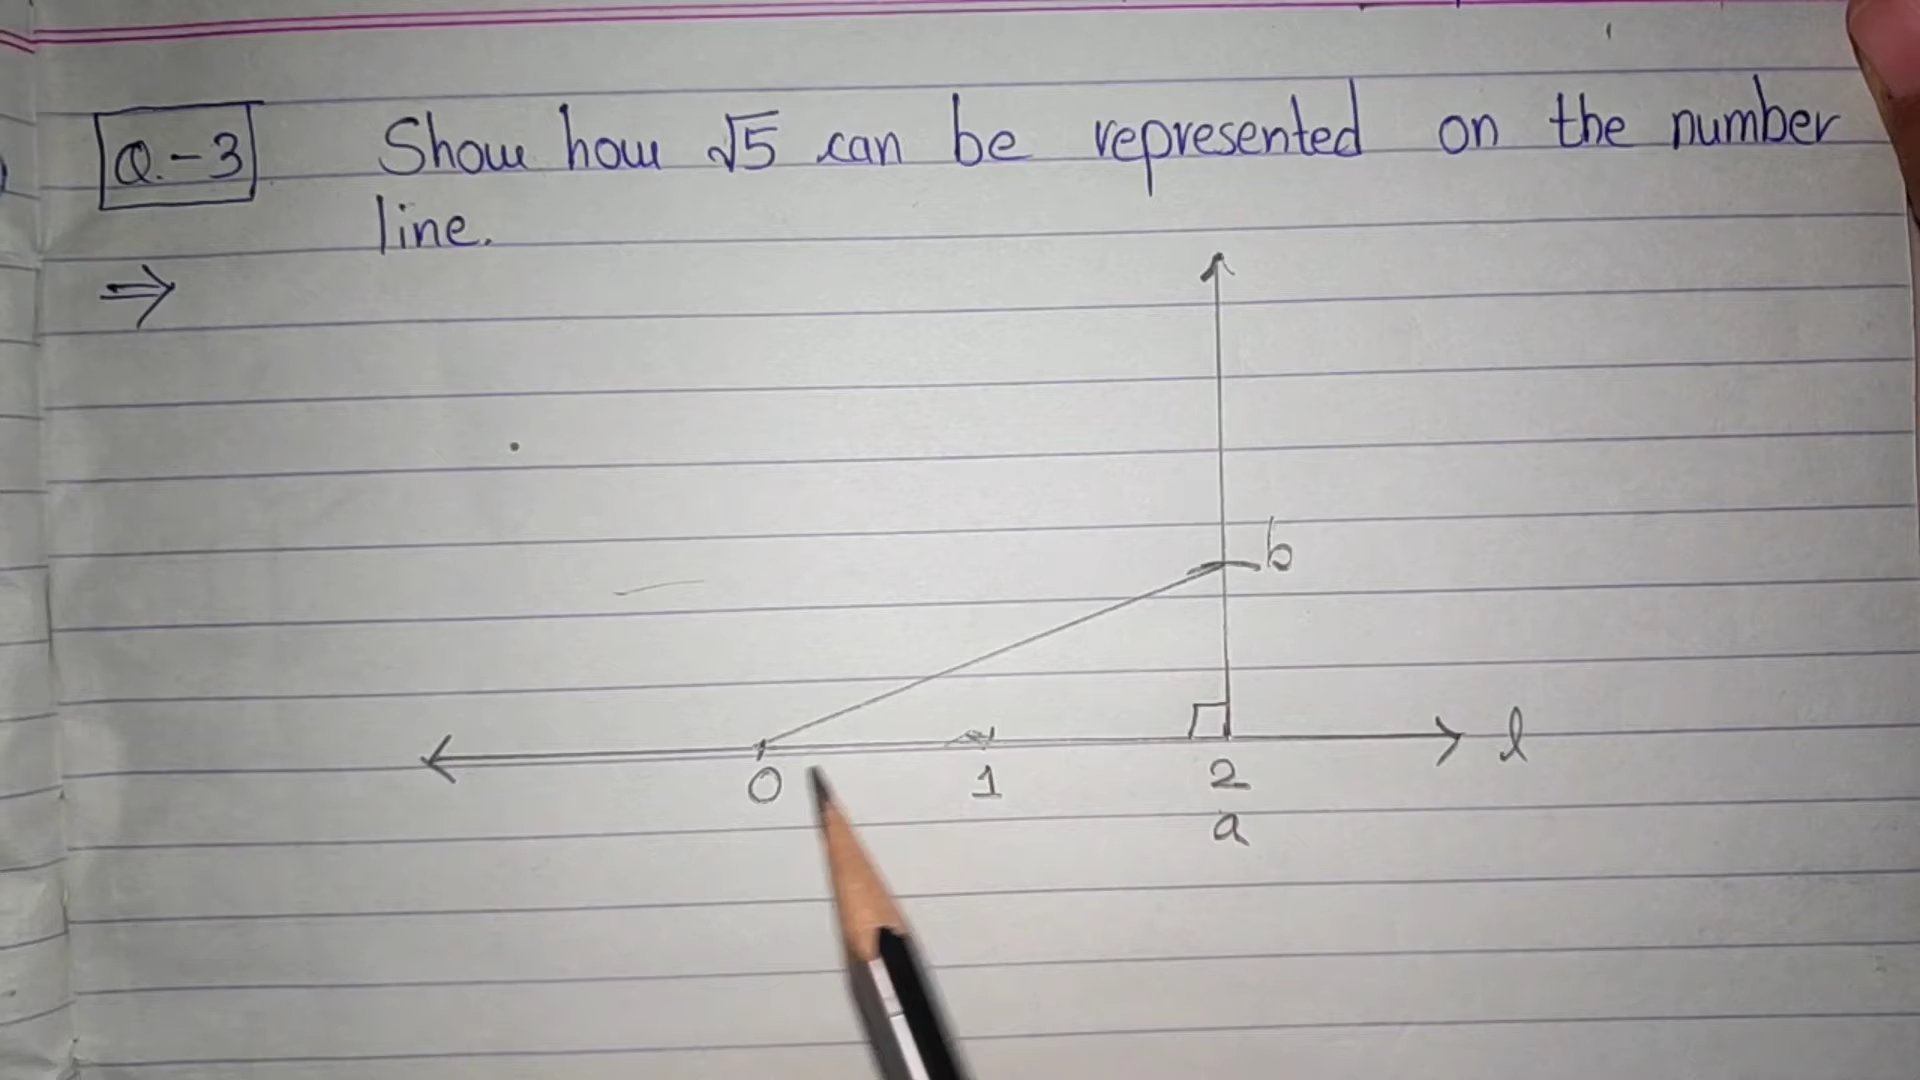 Q.-3 Show how √5 can be represented on the number
line.
⇒
b
0 1 2 l
a